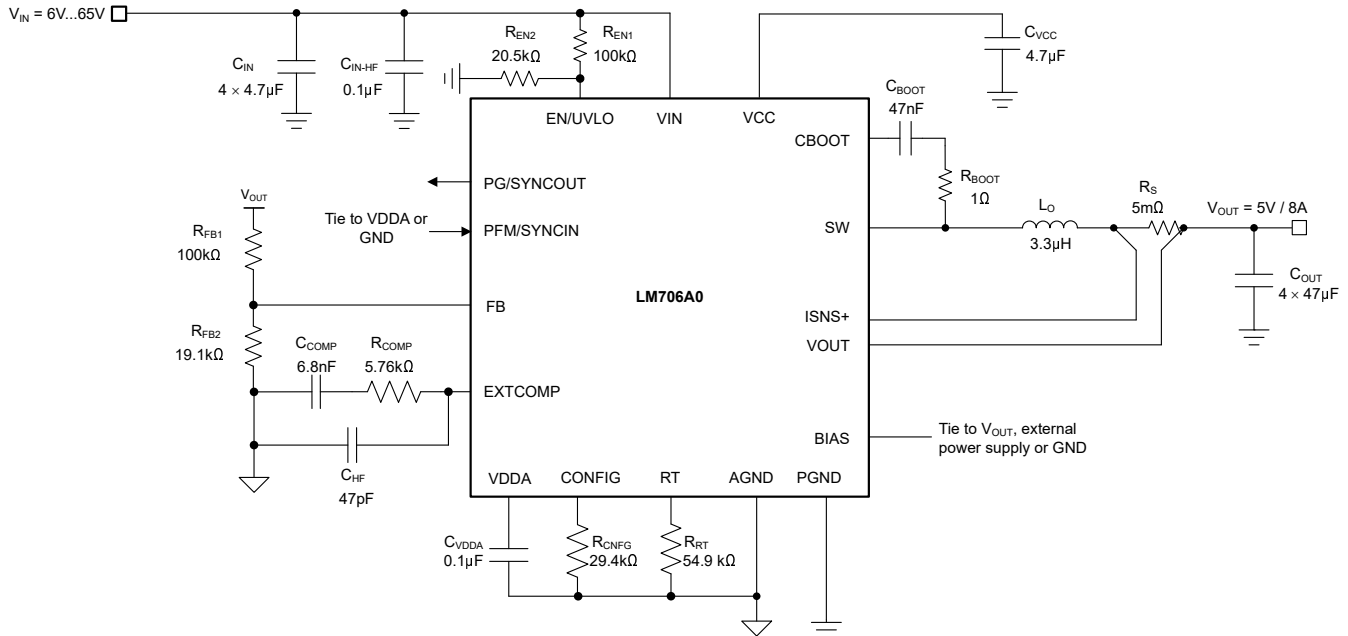 V_IN = 6V...65V
C_IN
4 × 4.7µF
C_IN-HF
0.1µF
R_EN2
20.5kΩ
R_EN1
100kΩ
C_VCC
4.7µF
EN/UVLO
VIN
VCC
C_BOOT
47nF
CBOOT
R_BOOT
1Ω
PG/SYNCOUT
Tie to VDDA or
GND
PFM/SYNCIN
SW
L_O
3.3µH
R_S
5mΩ
V_OUT = 5V / 8A
C_OUT
4 × 47µF
V_OUT
R_FB1
100kΩ
FB
LM706A0
ISNS+
VOUT
R_FB2
19.1kΩ
C_COMP
6.8nF
R_COMP
5.76kΩ
EXTCOMP
C_HF
47pF
BIAS
Tie to V_OUT, external
power supply or GND
VDDA
CONFIG
RT
AGND
PGND
C_VDDA
0.1µF
R_CNFG
29.4kΩ
R_RT
54.9 kΩ